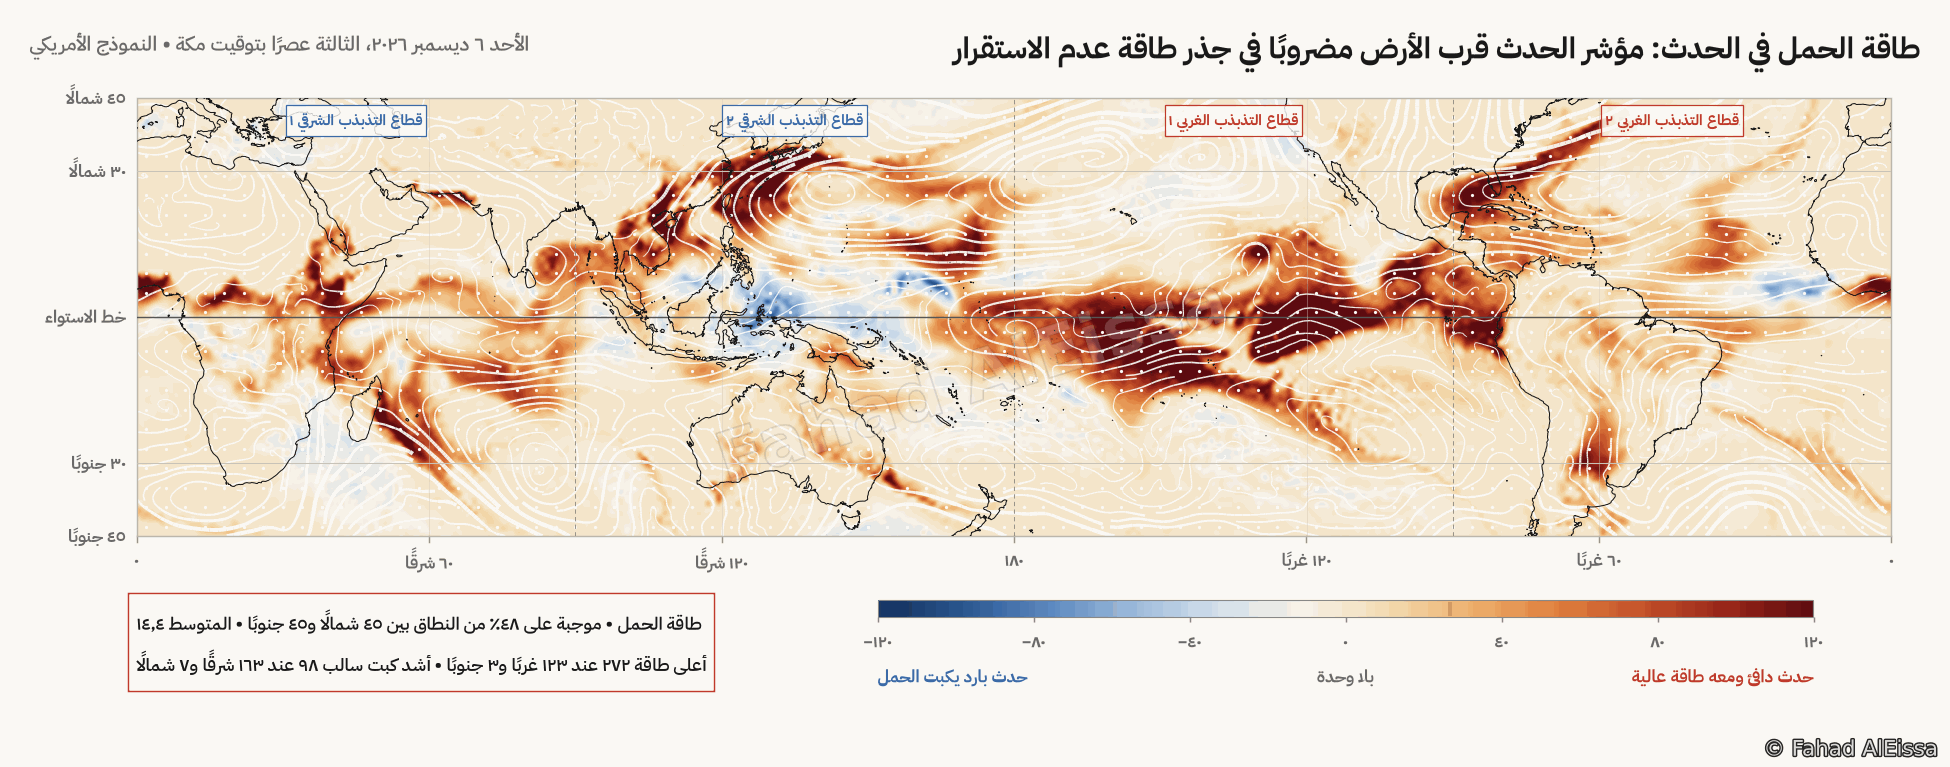 طاقة الحمل في الحدث: مؤشر الحدث قرب الأرض مضروبًا في جذر طاقة عدم الاستقرار
الأحد ٦ ديسمبر ٢٠٢٦، الثالثة عصرًا بتوقيت مكة • النموذج الأمريكي
٤٥ شمالًا
٣٠ شمالًا
خط الاستواء
٣٠ جنوبًا
٤٥ جنوبًا
قطاع التذبذب الشرقي ١
قطاع التذبذب الشرقي ٢
قطاع التذبذب الغربي ١
قطاع التذبذب الغربي ٢
Fahad AlEissa
٠
٦٠ شرقًا
١٢٠ شرقًا
١٨٠
١٢٠ غربًا
٦٠ غربًا
٠
طاقة الحمل • موجبة على ٤٨٪ من النطاق بين ٤٥ شمالًا و٤٥ جنوبًا • المتوسط ١٤٫٤
أعلى طاقة ٢٧٢ عند ١٢٣ غربًا و٣ جنوبًا • أشد كبت سالب ٩٨ عند ١٦٣ شرقًا و٧ شمالًا
−١٢٠
−٨٠
−٤٠
٠
٤٠
٨٠
١٢٠
حدث بارد يكبت الحمل
بلا وحدة
حدث دافئ ومعه طاقة عالية
© Fahad AlEissa